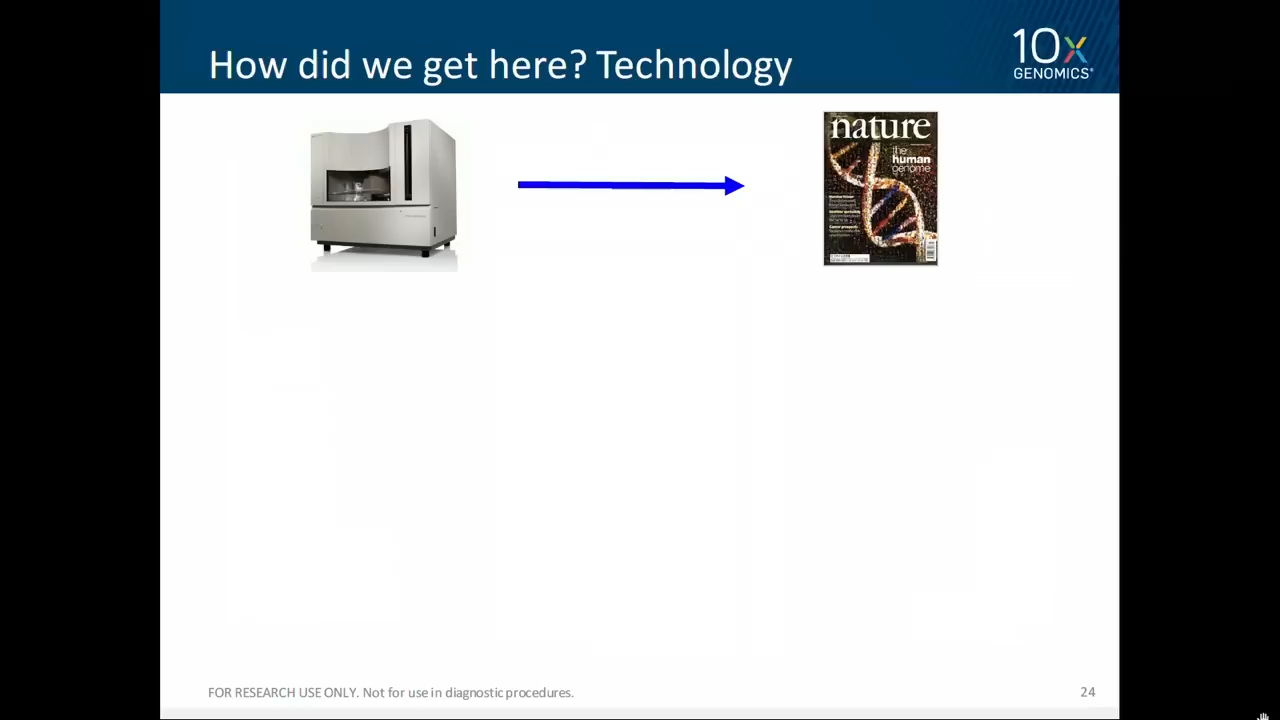 How did we get here? Technology
10x
GENOMICS®
nature
the
human
genome
FOR RESEARCH USE ONLY. Not for use in diagnostic procedures.
24